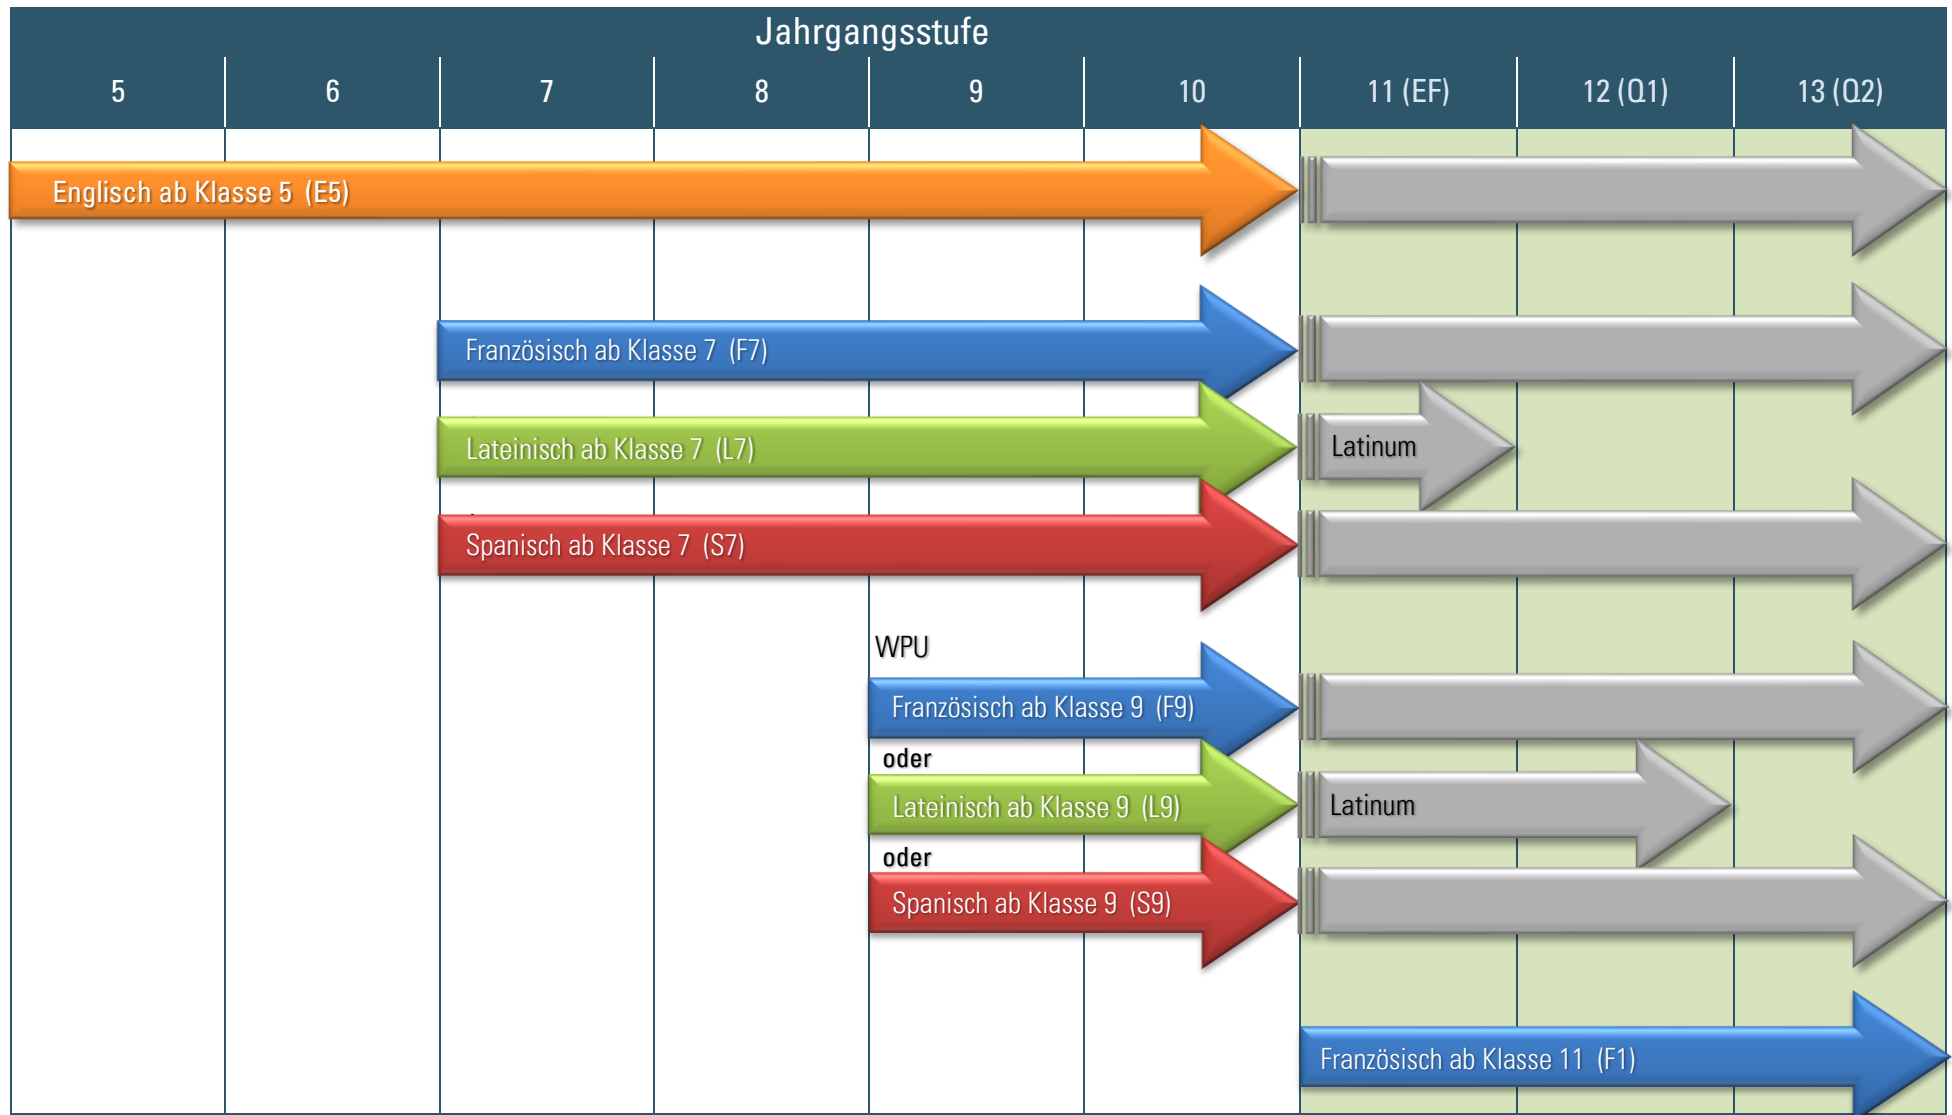 Jahrgangsstufe
5 6 7 8 9 10 11 (EF) 12 (Q1) 13 (Q2)
Englisch ab Klasse 5 (E5)
Französisch ab Klasse 7 (F7)
Lateinisch ab Klasse 7 (L7) Latinum
Spanisch ab Klasse 7 (S7)
WPU
Französisch ab Klasse 9 (F9)
oder
Lateinisch ab Klasse 9 (L9) Latinum
oder
Spanisch ab Klasse 9 (S9)
Französisch ab Klasse 11 (F1)